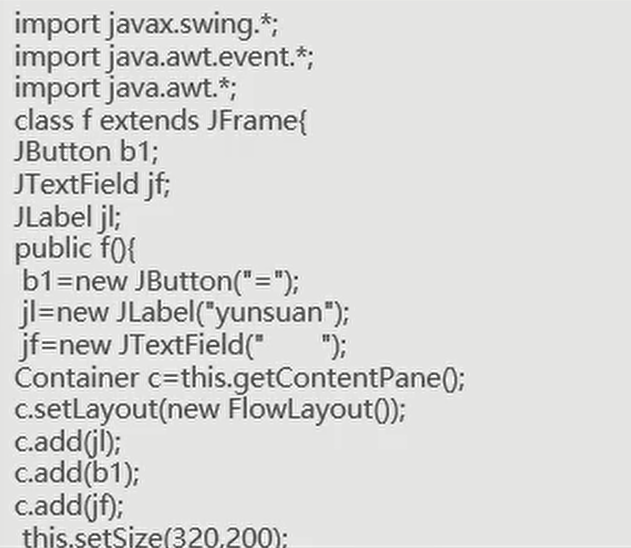 import javax.swing.*;
import java.awt.event.*;
import java.awt.*;
class f extends JFrame{
JButton b1;
JTextField jf;
JLabel jl;
public f(){
 b1=new JButton("=");
 jl=new JLabel("yunsuan");
 jf=new JTextField("        ");
Container c=this.getContentPane();
c.setLayout(new FlowLayout());
c.add(jl);
c.add(b1);
c.add(jf);
 this.setSize(320,200);